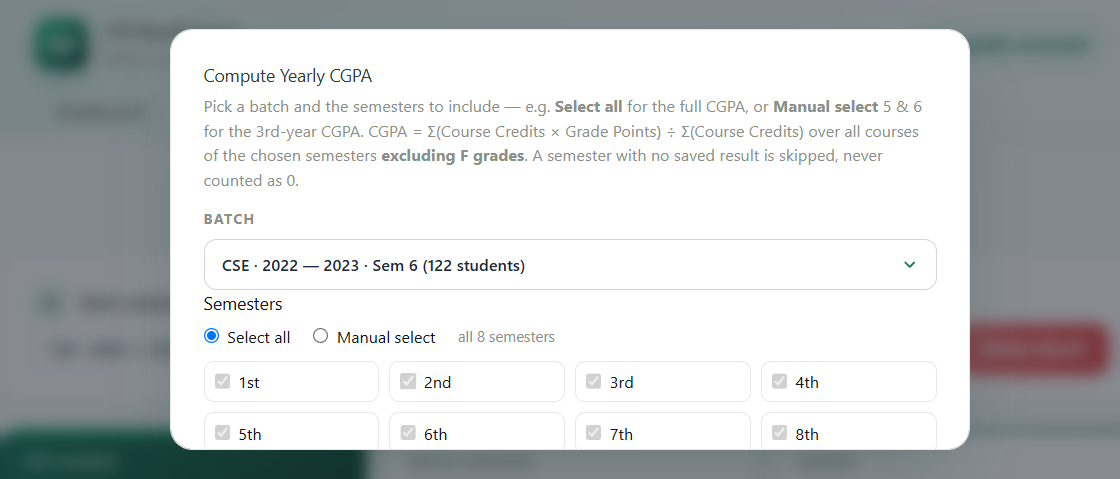 Compute Yearly CGPA
Pick a batch and the semesters to include — e.g. Select all for the full CGPA, or Manual select 5 & 6
for the 3rd-year CGPA. CGPA = Σ(Course Credits × Grade Points) ÷ Σ(Course Credits) over all courses
of the chosen semesters excluding F grades. A semester with no saved result is skipped, never
counted as 0.
BATCH
CSE · 2022 — 2023 · Sem 6 (122 students)
Semesters
Select all Manual select all 8 semesters
1st 2nd 3rd 4th
5th 6th 7th 8th